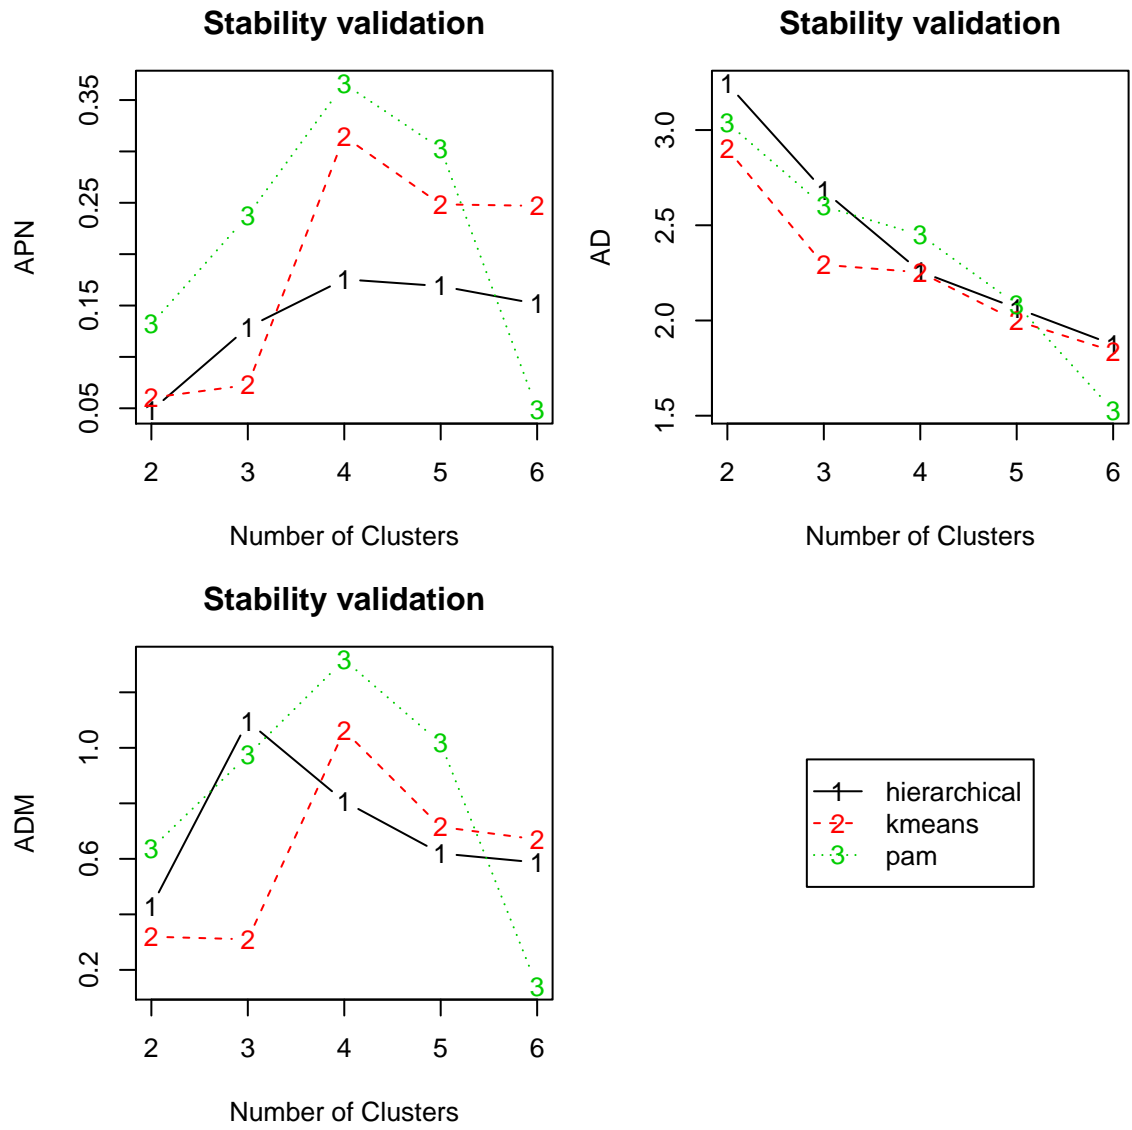 Stability validation
APN
0.05 0.15 0.25 0.35
1 1 1 1 1
2 2 2 2 2
3 3 3 3 3
2 3 4 5 6
Number of Clusters
Stability validation
AD
1.5 2.0 2.5 3.0
1 1 1 1 1
2 2 2 2 2
3 3 3 3 3
2 3 4 5 6
Number of Clusters
Stability validation
ADM
0.2 0.6 1.0
1 1 1 1 1
2 2 2 2 2
3 3 3 3 3
2 3 4 5 6
Number of Clusters
1 hierarchical
2 kmeans
3 pam